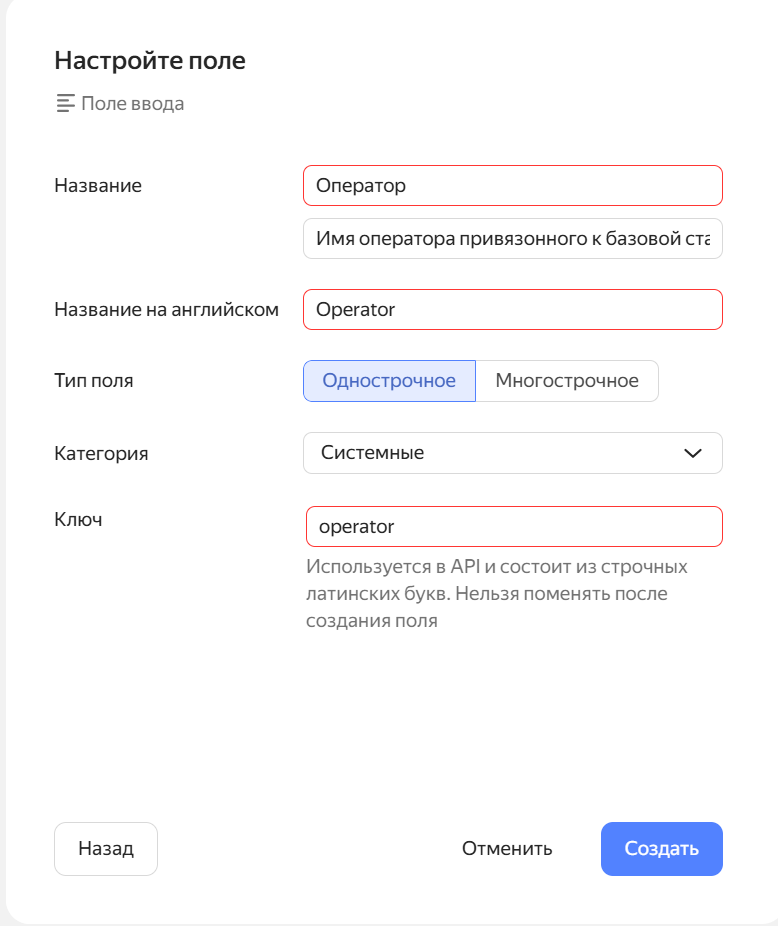 Настройте поле
Поле ввода
Название
Оператор
Имя оператора привязонного к базовой ста
Название на английском
Operator
Тип поля
Однострочное
Многострочное
Категория
Системные
Ключ
operator
Используется в API и состоит из строчных
латинских букв. Нельзя поменять после
создания поля
Назад
Отменить
Создать